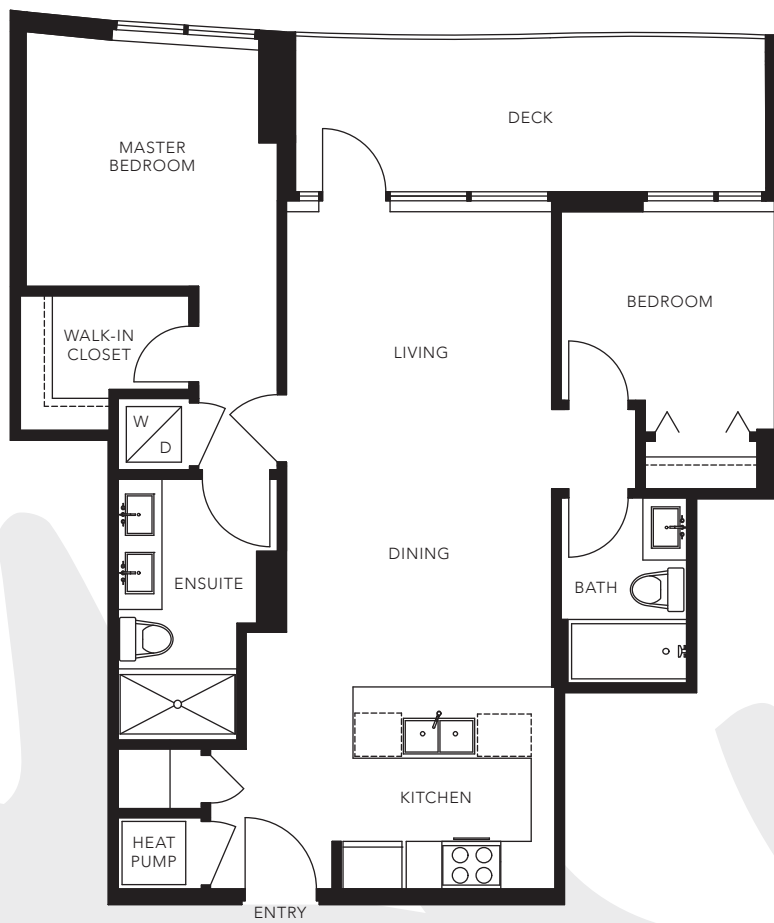 DECK
MASTER
BEDROOM
BEDROOM
WALK-IN
CLOSET
LIVING
W
D
DINING
ENSUITE
BATH
KITCHEN
HEAT
PUMP
ENTRY